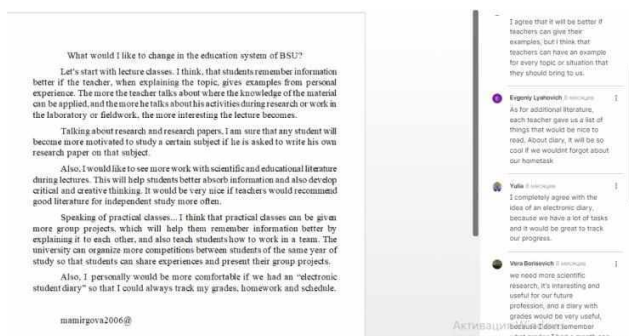 What would I like to change in the education system of BSU?
Let's start with lecture classes. I think, that students remember information
better if the teacher, when explaining the topic, gives examples from personal
experience. The more the teacher talks about where the knowledge of the material
can be applied, and the more he talks about his activities during research or work in
the laboratory or fieldwork, the more interesting the lecture becomes.
Talking about research and research papers, I am sure that any student will
become more motivated to study a certain subject if he is asked to write his own
research paper on that subject.
Also, I would like to see more work with scientific and educational literature
during lectures. This will help students better absorb information and also develop
critical and creative thinking. It would be very nice if teachers would recommend
good literature for independent study more often.
Speaking of practical classes... I think that practical classes can be given
more group projects, which will help them remember information better by
explaining it to each other, and also teach students how to work in a team. The
university can organize more competitions between students of the same year of
study so that students can share experiences and present their group projects.
Also, I personally would be more comfortable if we had an "electronic
student diary" so that I could always track my grades, homework and schedule.
mamirgova2006@
I agree that it will be better if
teachers can give their
examples, but I think that
teachers can have an example
for every topic or situation that
they should bring to us.
Evgeniy Lyahovich 5 месяцев
As for additional literature,
each teacher gave us a list of
things that would be nice to
read. About diary, it will be so
cool if we wouldnt forgot about
our hometask
Yulia 5 месяцев
I completely agree with the
idea of an electronic diary,
because we have a lot of tasks
and it would be great to track
our progress.
Vera Borisevich 5 месяцев
we need more scientific
research, it's interesting and
useful for our future
profession, and a diary with
grades would be very useful,
because I don't remember